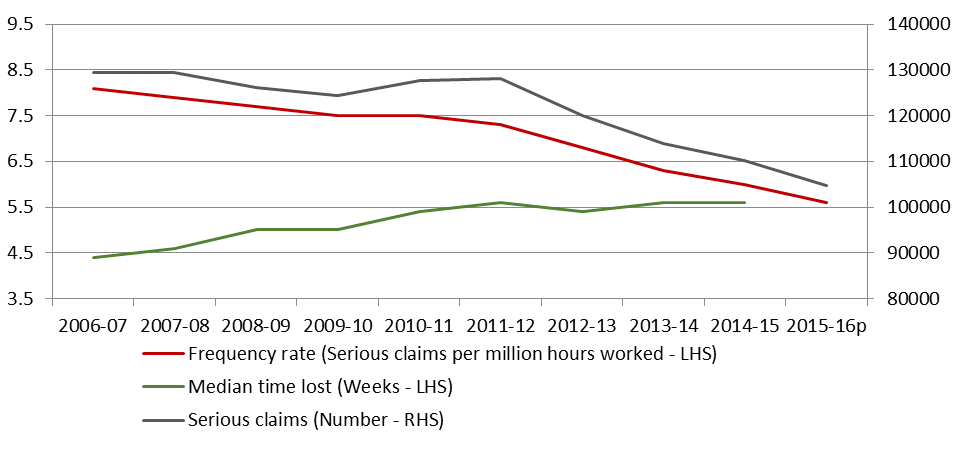 9.5 140000
8.5 130000
7.5 120000
6.5 110000
5.5 100000
4.5 90000
3.5 80000
2006-07 2007-08 2008-09 2009-10 2010-11 2011-12 2012-13 2013-14 2014-15 2015-16p
Frequency rate (Serious claims per million hours worked - LHS)
Median time lost (Weeks - LHS)
Serious claims (Number - RHS)